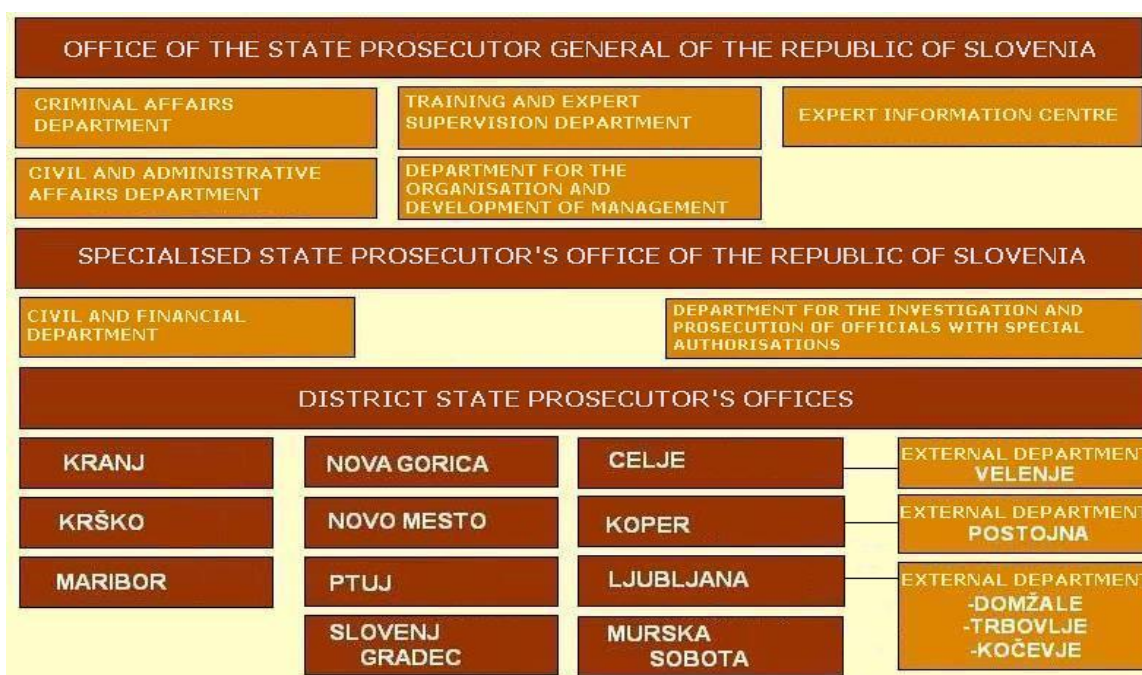 OFFICE OF THE STATE PROSECUTOR GENERAL OF THE REPUBLIC OF SLOVENIA
CRIMINAL AFFAIRS
DEPARTMENT
TRAINING AND EXPERT
SUPERVISION DEPARTMENT
EXPERT INFORMATION CENTRE
CIVIL AND ADMINISTRATIVE
AFFAIRS DEPARTMENT
DEPARTMENT FOR THE
ORGANISATION AND
DEVELOPMENT OF MANAGEMENT
SPECIALISED STATE PROSECUTOR'S OFFICE OF THE REPUBLIC OF SLOVENIA
CIVIL AND FINANCIAL
DEPARTMENT
DEPARTMENT FOR THE INVESTIGATION AND
PROSECUTION OF OFFICIALS WITH SPECIAL
AUTHORISATIONS
DISTRICT STATE PROSECUTOR'S OFFICES
KRANJ
NOVA GORICA
CELJE
EXTERNAL DEPARTMENT
VELENJE
KRŠKO
NOVO MESTO
KOPER
EXTERNAL DEPARTMENT
POSTOJNA
MARIBOR
PTUJ
LJUBLJANA
EXTERNAL DEPARTMENT
-DOMŽALE
-TRBOVLJE
-KOČEVJE
SLOVENJ
GRADEC
MURSKA
SOBOTA